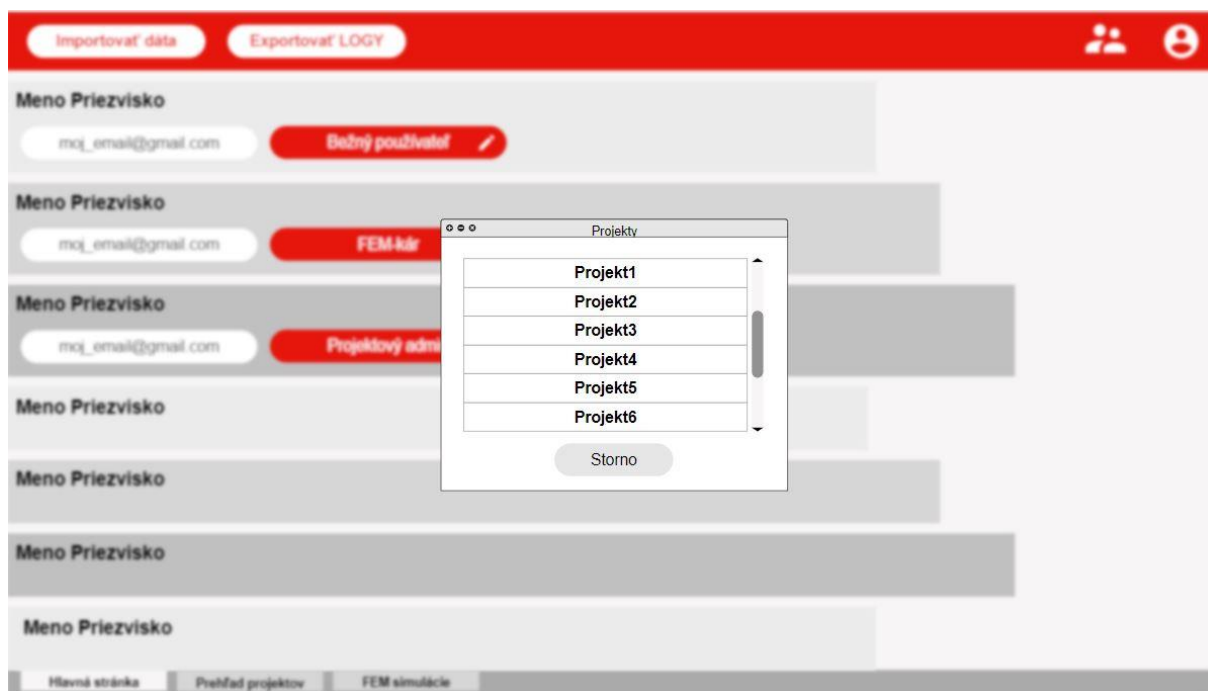 Importovať dáta Exportovať LOGY
Meno Priezvisko
moj_email@gmail.com Bežný používateľ
Meno Priezvisko
moj_email@gmail.com FEM-kár
Meno Priezvisko
moj_email@gmail.com Projektový admi
Projekty
Projekt1
Projekt2
Projekt3
Projekt4
Projekt5
Projekt6
Storno
Meno Priezvisko
Meno Priezvisko
Meno Priezvisko
Meno Priezvisko
Hlavná stránka Prehľad projektov FEM simulácie